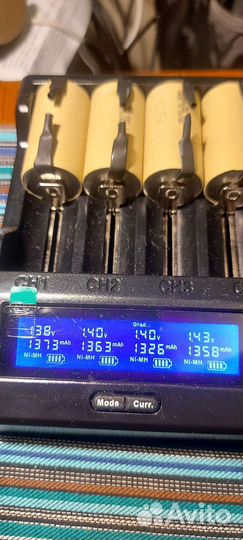 CH1 CH2 CH3
Grad.
1.38v 1.40v 1.40v 1.43v
1373mAh 1363mAh 1326mAh 1358mAh
NI-MH NI-MH NI-MH NI-MH
Mode Curr.
Avito